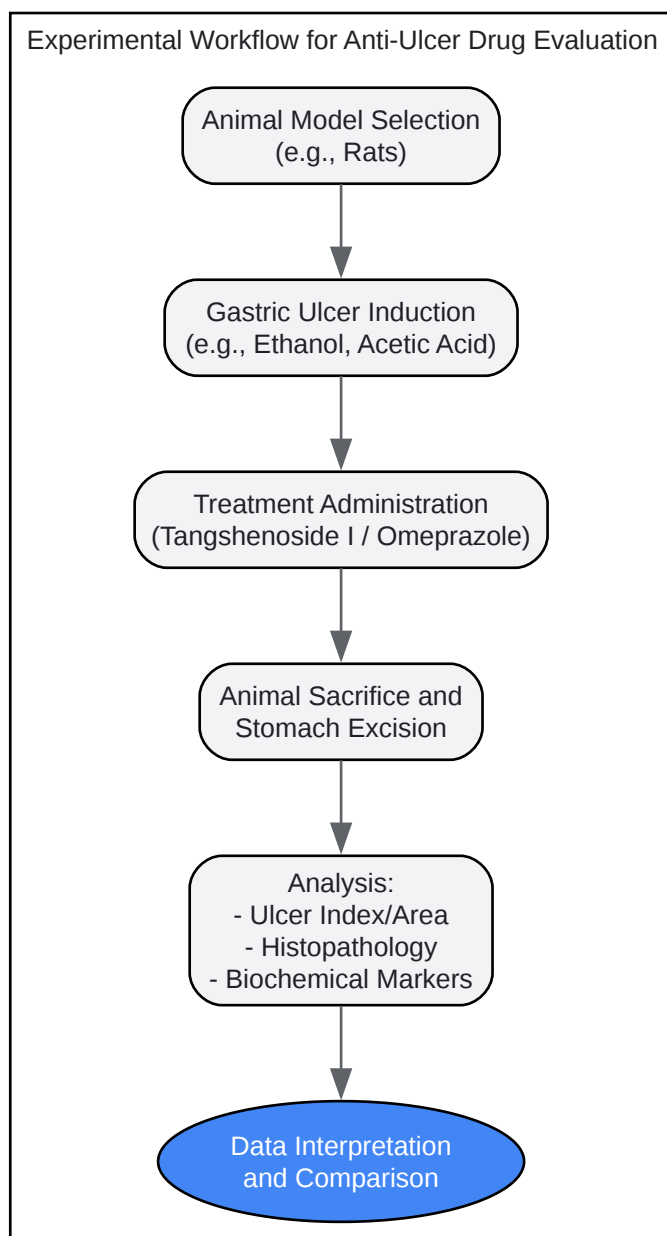 Experimental Workflow for Anti-Ulcer Drug Evaluation
Animal Model Selection
(e.g., Rats)
Gastric Ulcer Induction
(e.g., Ethanol, Acetic Acid)
Treatment Administration
(Tangshenoside I / Omeprazole)
Animal Sacrifice and
Stomach Excision
Analysis:
- Ulcer Index/Area
- Histopathology
- Biochemical Markers
Data Interpretation
and Comparison